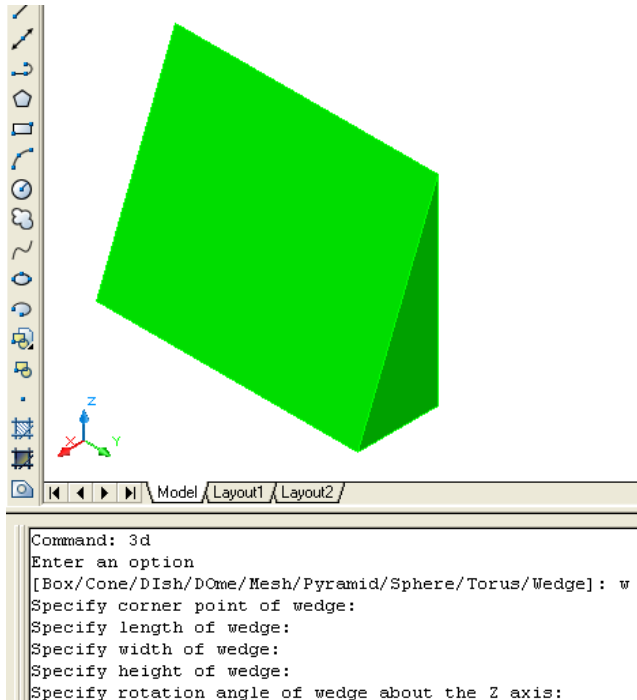 Z
X
Y
Model Layout1 Layout2
Command: 3d
Enter an option
[Box/Cone/DIsh/DOme/Mesh/Pyramid/Sphere/Torus/Wedge]: w
Specify corner point of wedge:
Specify length of wedge:
Specify width of wedge:
Specify height of wedge:
Specify rotation angle of wedge about the Z axis: